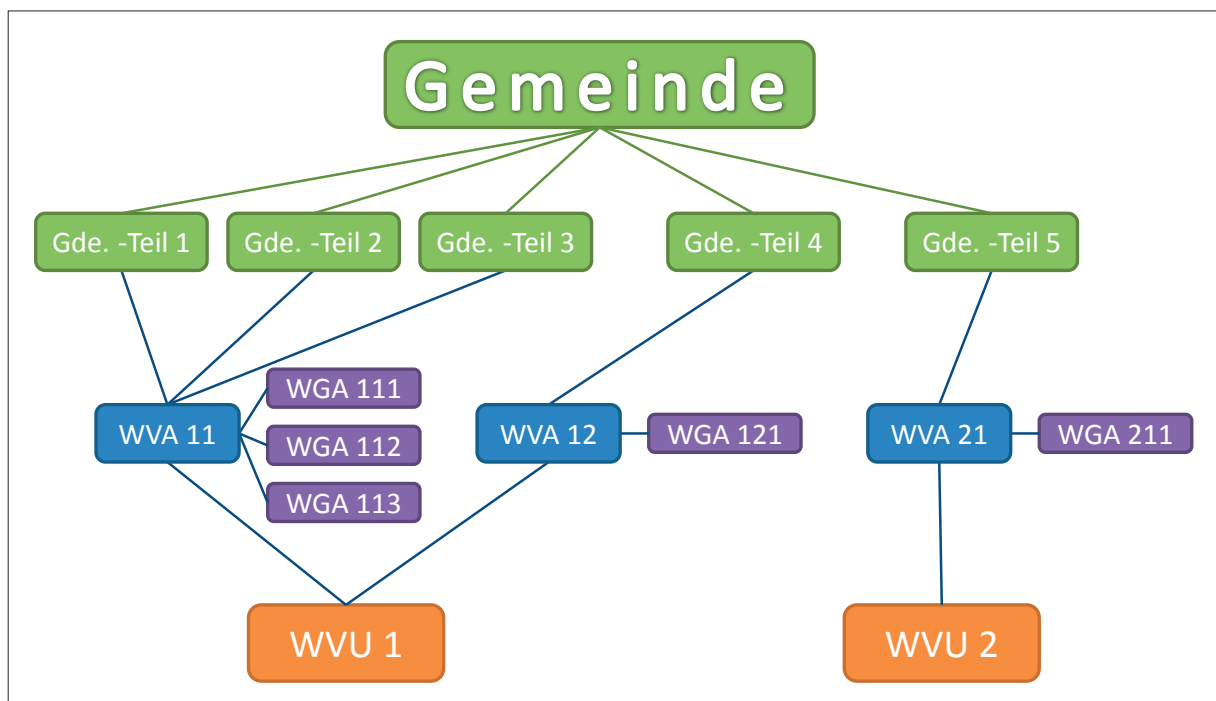 Gemeinde
Gde. -Teil 1
Gde. -Teil 2
Gde. -Teil 3
Gde. -Teil 4
Gde. -Teil 5
WGA 111
WVA 11
WGA 112
WGA 113
WVA 12
WGA 121
WVA 21
WGA 211
WVU 1
WVU 2